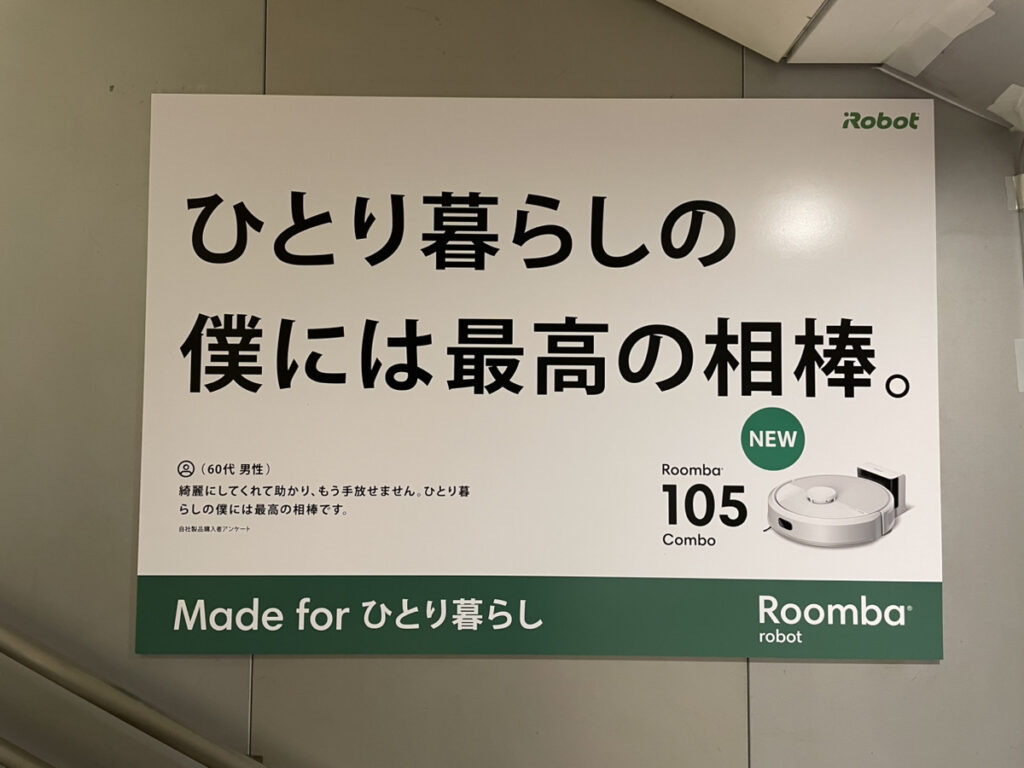 iRobot
ひとり暮らしの
僕には最高の相棒。
NEW
(60代 男性)
綺麗にしてくれて助かり、もう手放せません。ひとり暮
らしの僕には最高の相棒です。
自社製品購入者アンケート
Roomba®
105
Combo
Made for ひとり暮らし
Roomba®
robot